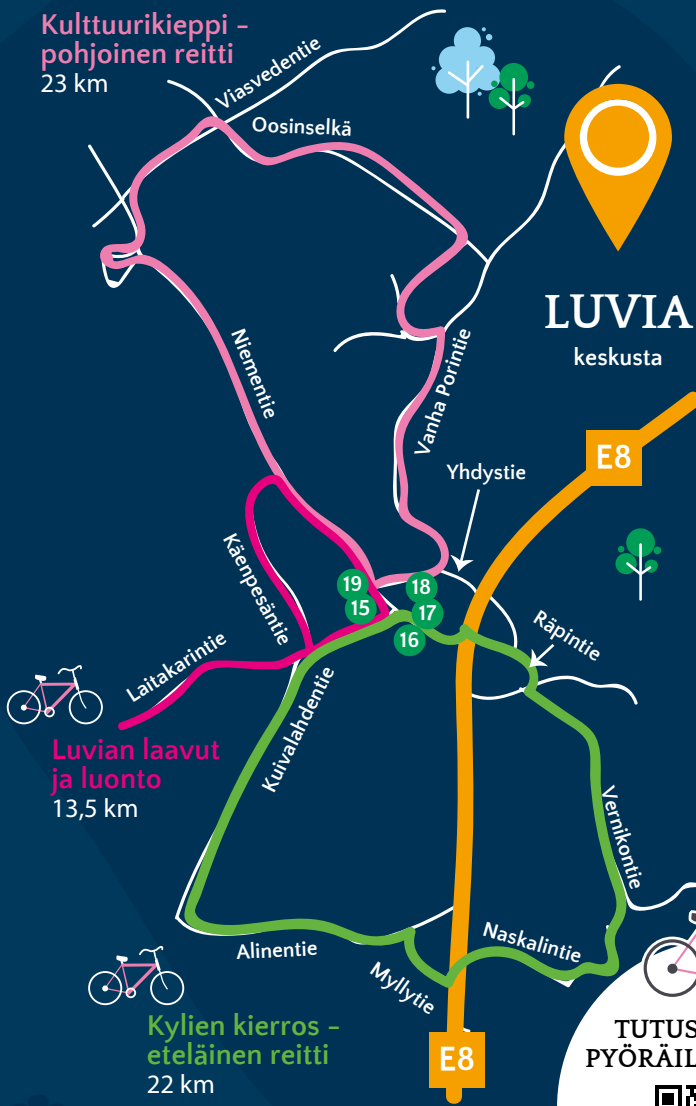 Kulttuurikieppi –
pohjoinen reitti
23 km
Viasvedentie
Oosinselkä
LUVIA
keskusta
Niementie
Vanha Porintie
E8
Yhdystie
Käenpesäntie
19
18
15
17
16
Räpintie
Laitakarintie
Kuivalahdentie
Luvian laavut
ja luonto
13,5 km
Vernikontie
Alinentie
Naskalintie
Myllytie
Kylien kierros –
eteläinen reitti
22 km
E8
TUTUS
PYÖRÄIL